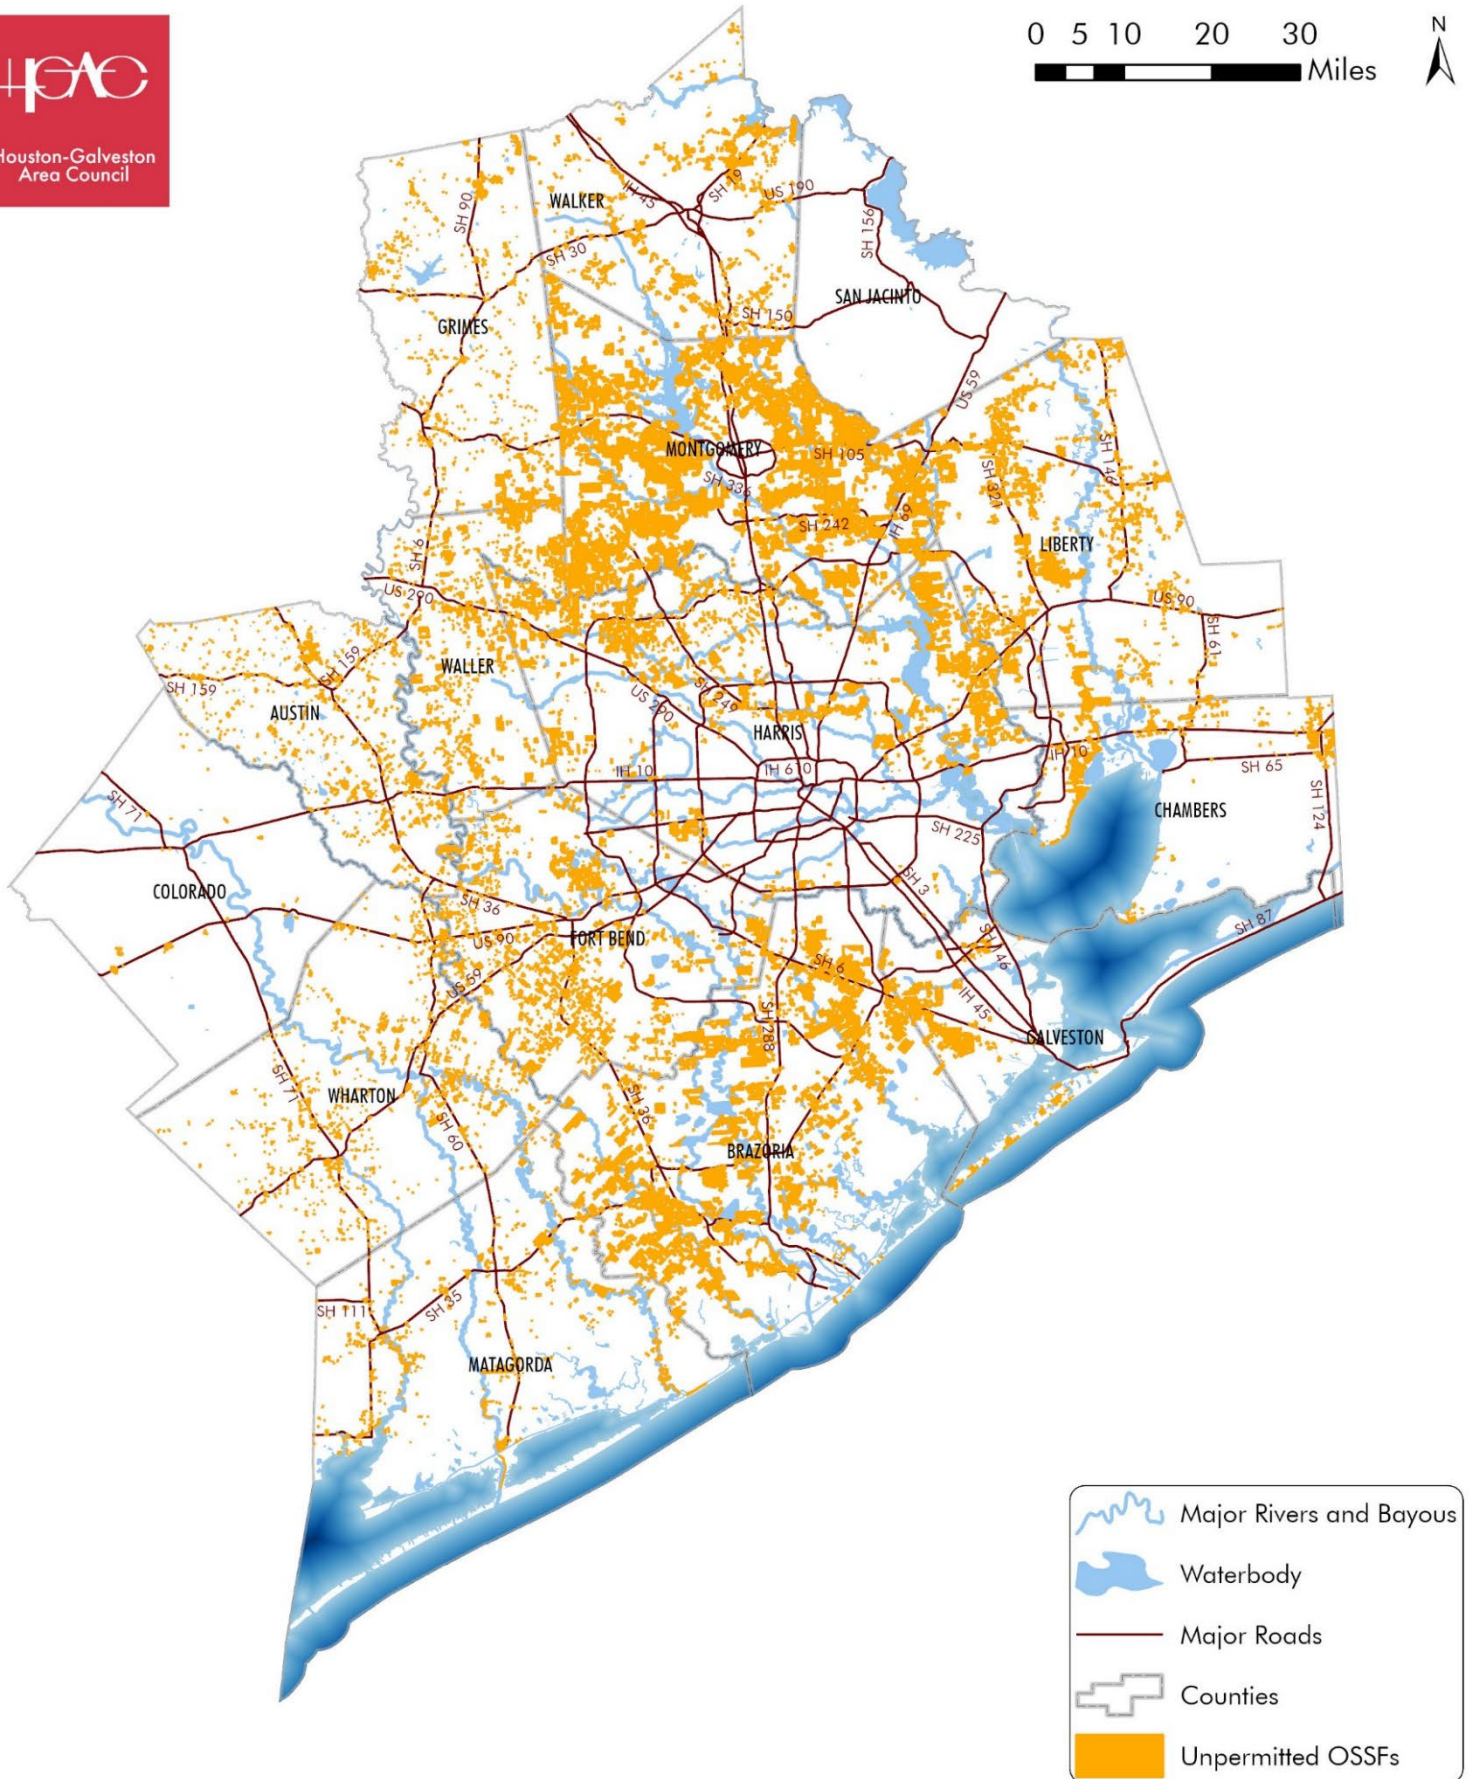 0 5 10 20 30
Miles
N
HGAC
Houston-Galveston
Area Council
SH 90
WALKER
IH 45
SH 19
US 190
SH 156
SH 30
SAN JACINTO
SH 150
GRIMES
US 59
MONTGOMERY
SH 105
SH 336
SH 321
SH 146
SH 242
IH 69
LIBERTY
SH 6
US 290
US 90
SH 61
SH 159
WALLER
SH 159
AUSTIN
US 290
SH 249
HARRIS
IH 10
IH 610
IH 10
SH 65
SH 71
CHAMBERS
SH 124
SH 225
COLORADO
SH 3
SH 36
US 90
FORT BEND
SH 87
SH 146
SH 6
US 59
IH 45
SH 288
GALVESTON
SH 71
WHARTON
SH 36
SH 60
BRAZORIA
SH 111
SH 35
MATAGORDA
Major Rivers and Bayous
Waterbody
Major Roads
Counties
Unpermitted OSSFs